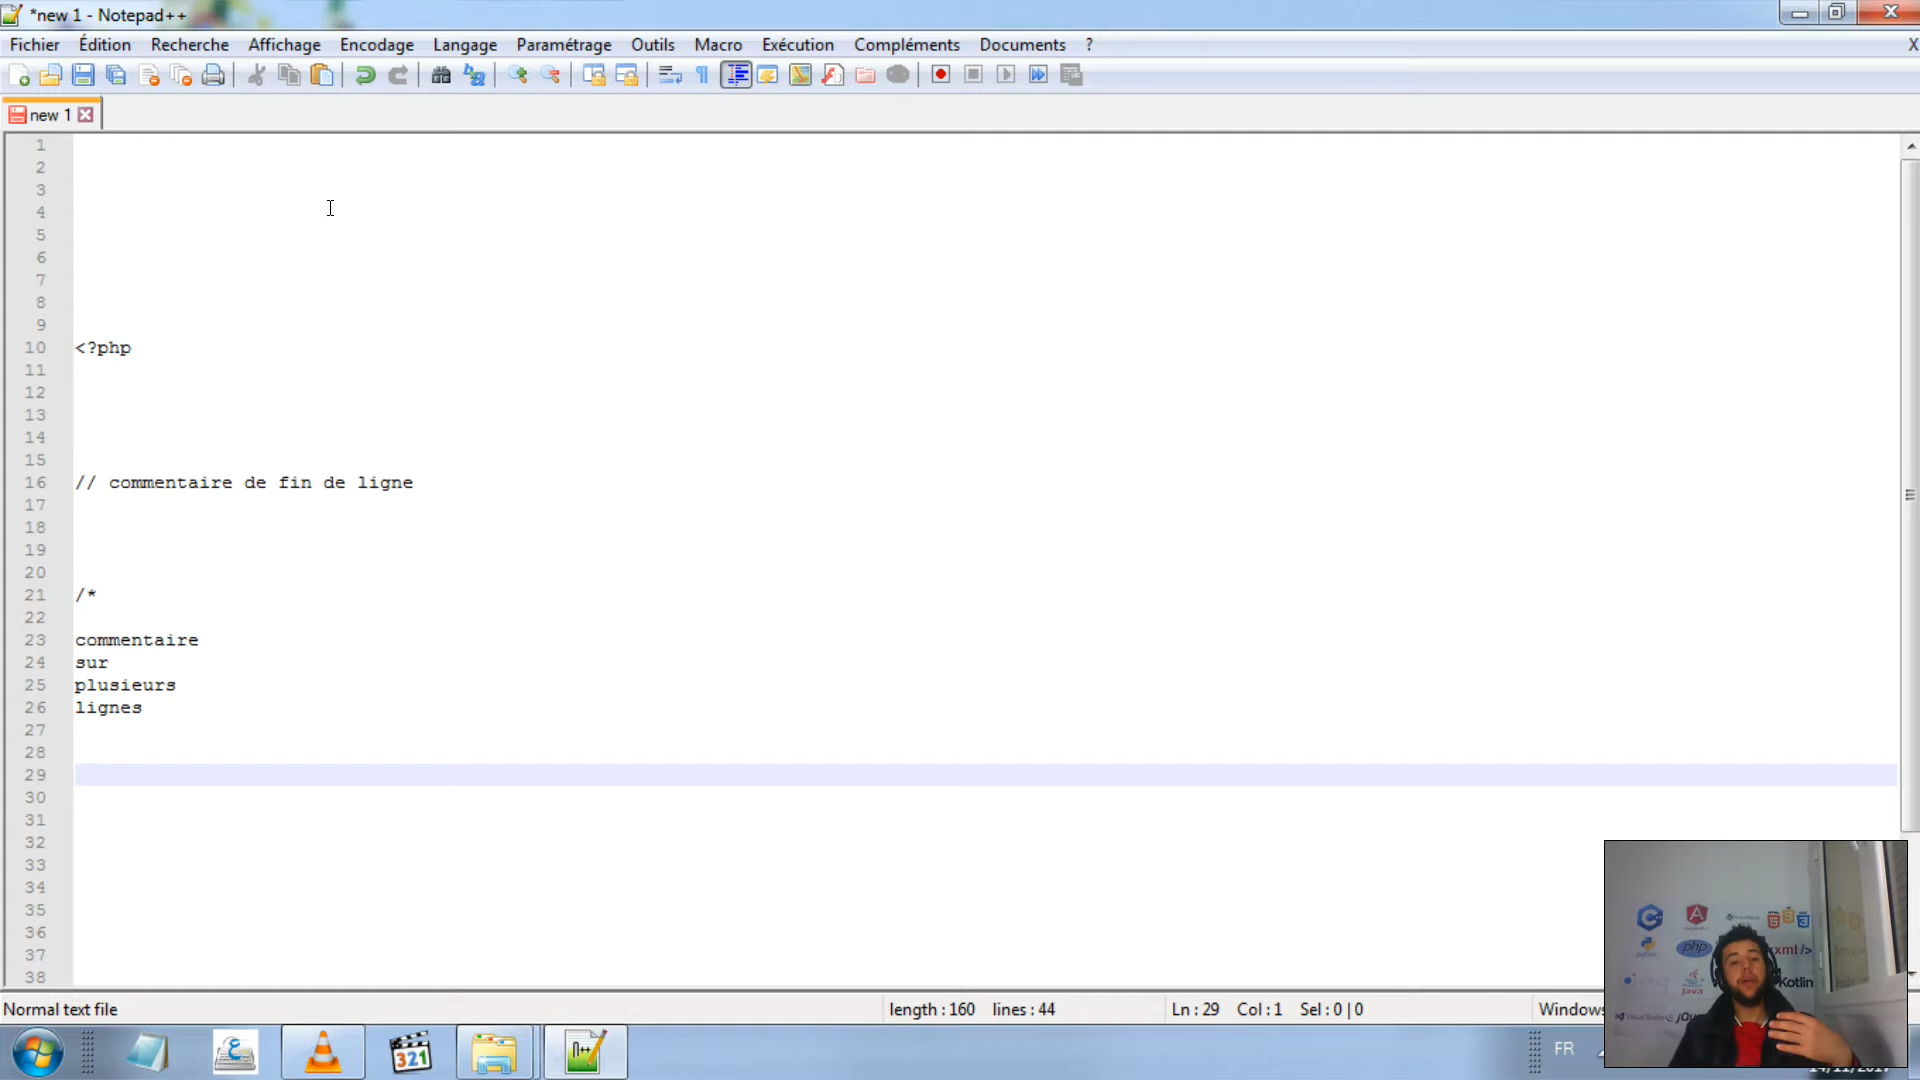 *new 1 - Notepad++
Fichier Édition Recherche Affichage Encodage Langage Paramétrage Outils Macro Exécution Compléments Documents ?
X
new 1
1
2
3
4
5
6
7
8
9
10 <?php
11
12
13
14
15
16 // commentaire de fin de ligne
17
18
19
20
21 /*
22
23 commentaire
24 sur
25 plusieurs
26 lignes
27
28
29
30
31
32
33
34
35
36
37
38
php
xml />
Java
Kotlin
Normal text file length : 160 lines : 44 Ln : 29 Col : 1 Sel : 0 | 0 Windows
321
n++
FR